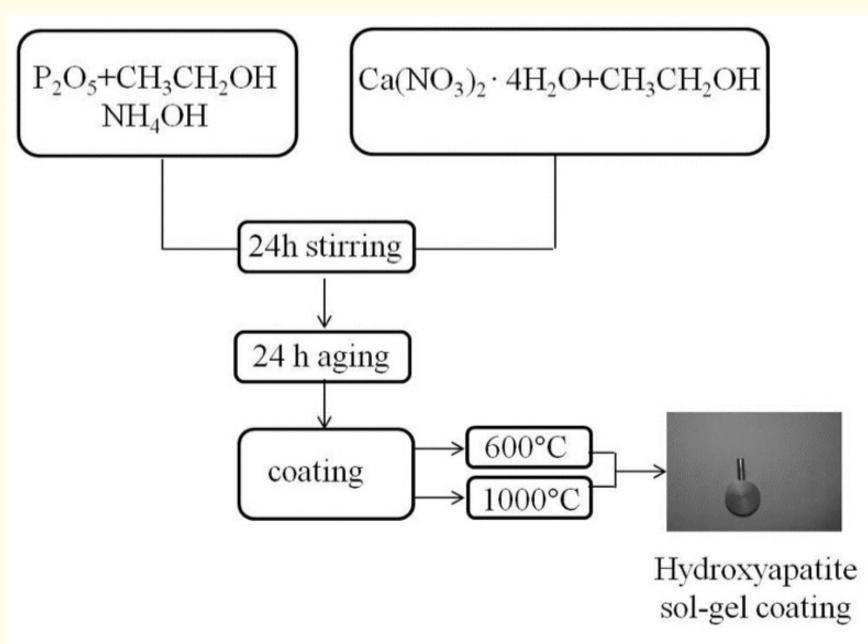 P₂O₅+CH₃CH₂OH
NH₄OH
Ca(NO₃)₂· 4H₂O+CH₃CH₂OH
24h stirring
24 h aging
coating
600°C
1000°C
Hydroxyapatite
sol-gel coating